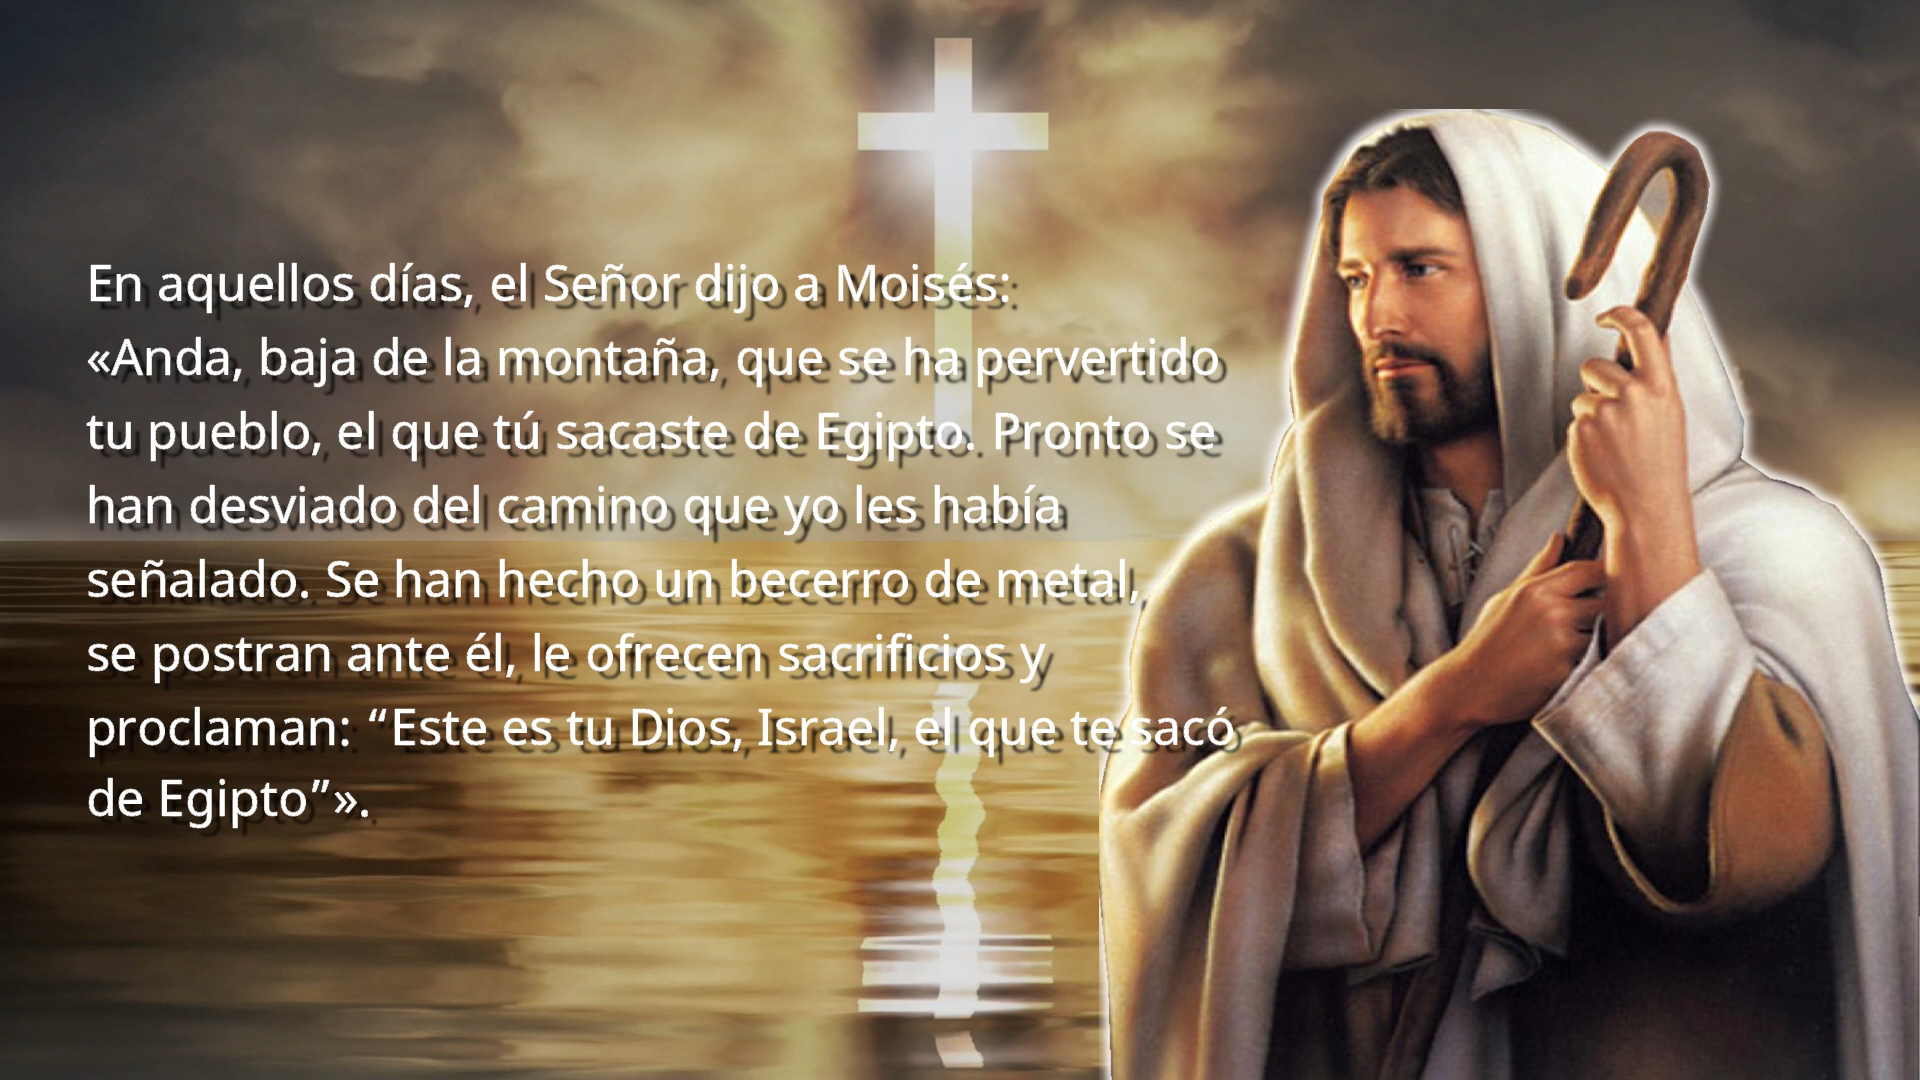 En aquellos días, el Señor dijo a Moisés:
«Anda, baja de la montaña, que se ha pervertido
tu pueblo, el que tú sacaste de Egipto. Pronto se
han desviado del camino que yo les había
señalado. Se han hecho un becerro de metal,
se postran ante él, le ofrecen sacrificios y
proclaman: “Este es tu Dios, Israel, el que te sacó
de Egipto”».